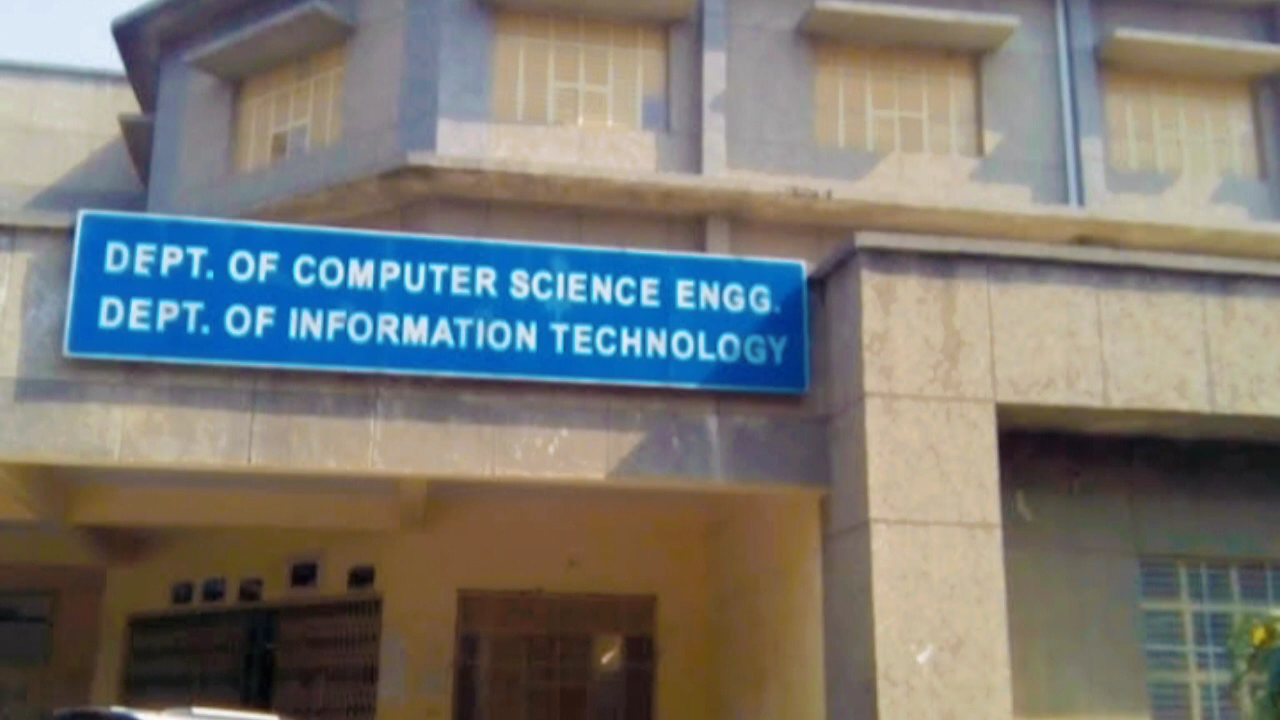 DEPT. OF COMPUTER SCIENCE ENGG.
DEPT. OF INFORMATION TECHNOLOGY